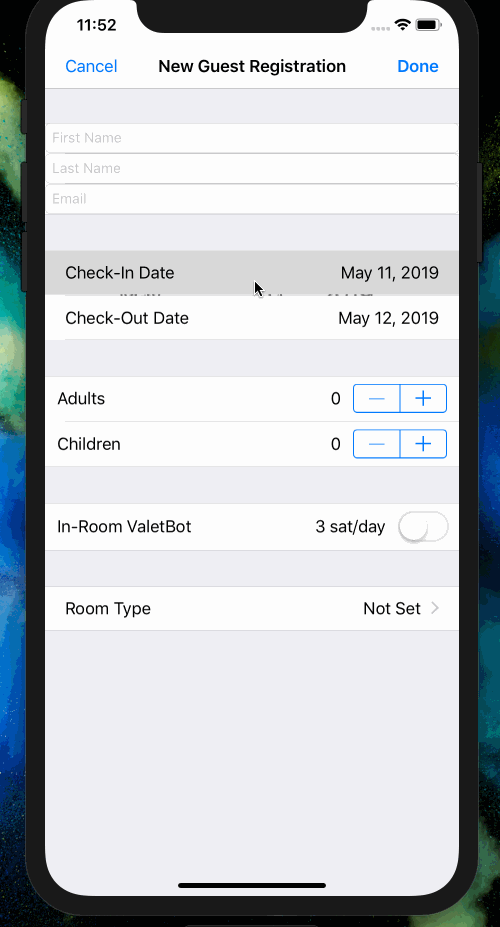 11:52
Cancel New Guest Registration Done
First Name
Last Name
Email
Check-In Date May 11, 2019
Check-Out Date May 12, 2019
Adults 0
Children 0
In-Room ValetBot 3 sat/day
Room Type Not Set